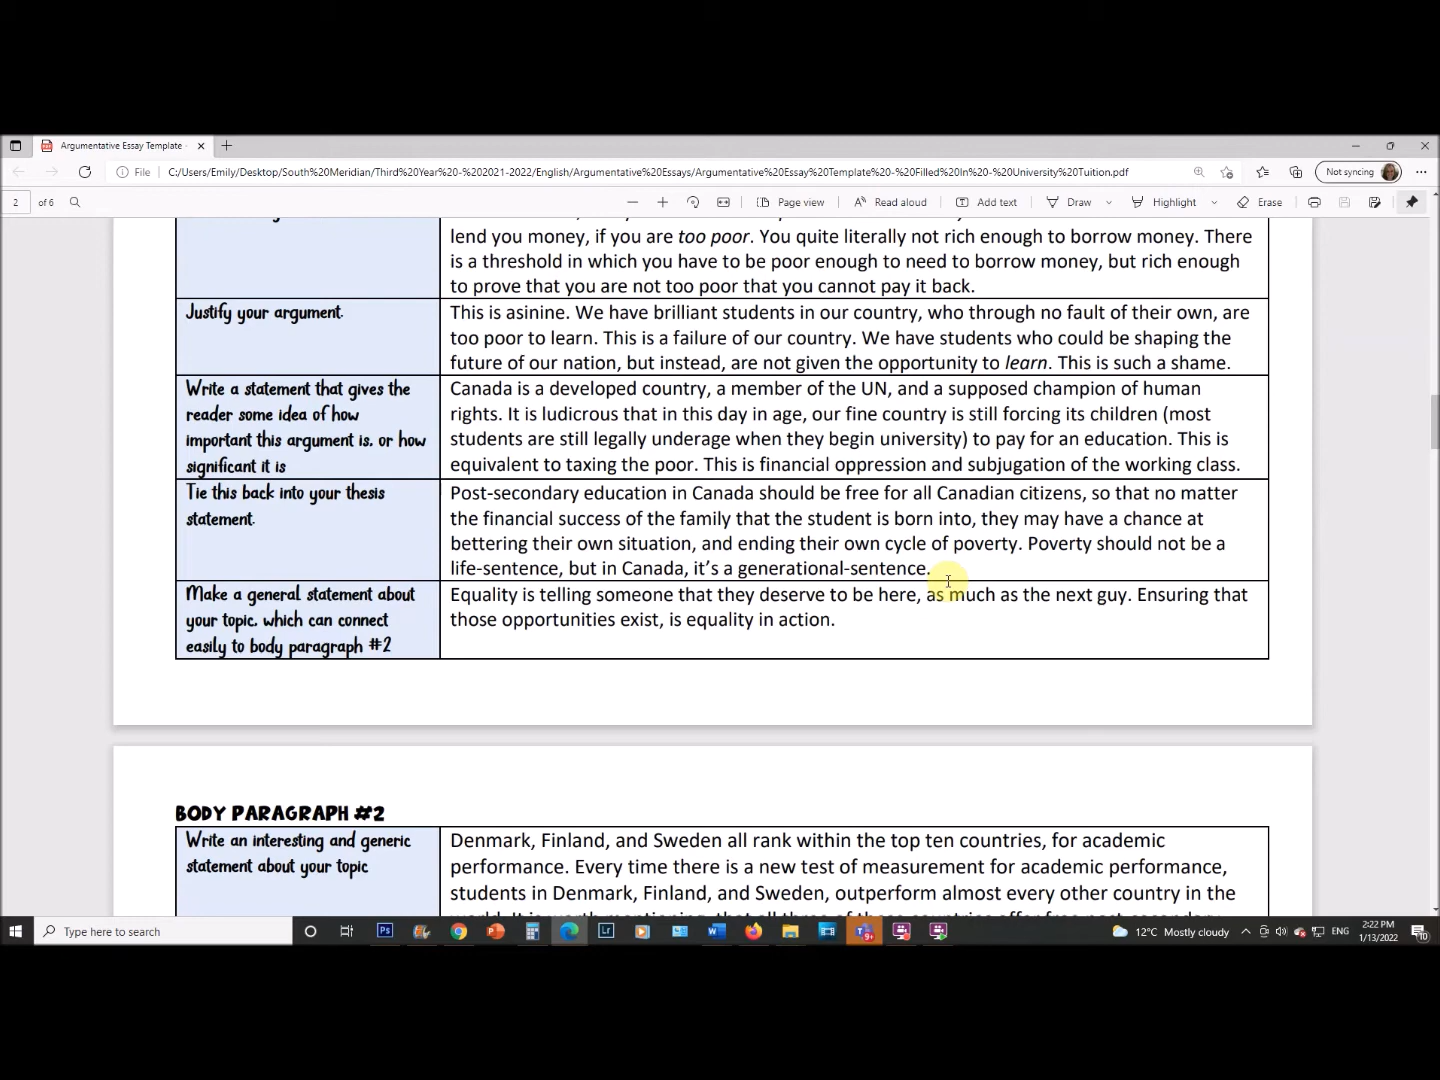 Argumentative Essay Template -
File
C:/Users/Emily/Desktop/South%20Meridian/Third%20Year%20-%202021-2022/English/Argumentative%20Essays/Argumentative%20Essay%20Template%20-%20Filled%20In%20-%20University%20Tuition.pdf
Not syncing
2 of 6
Page view
Read aloud
Add text
Draw
Highlight
Erase
lend you money, if you are too poor. You quite literally not rich enough to borrow money. There
is a threshold in which you have to be poor enough to need to borrow money, but rich enough
to prove that you are not too poor that you cannot pay it back.
Justify your argument.
This is asinine. We have brilliant students in our country, who through no fault of their own, are
too poor to learn. This is a failure of our country. We have students who could be shaping the
future of our nation, but instead, are not given the opportunity to learn. This is such a shame.
Write a statement that gives the
reader some idea of how
important this argument is, or how
significant it is
Canada is a developed country, a member of the UN, and a supposed champion of human
rights. It is ludicrous that in this day in age, our fine country is still forcing its children (most
students are still legally underage when they begin university) to pay for an education. This is
equivalent to taxing the poor. This is financial oppression and subjugation of the working class.
Tie this back into your thesis
statement.
Post-secondary education in Canada should be free for all Canadian citizens, so that no matter
the financial success of the family that the student is born into, they may have a chance at
bettering their own situation, and ending their own cycle of poverty. Poverty should not be a
life-sentence, but in Canada, it's a generational-sentence.
Make a general statement about
your topic, which can connect
easily to body paragraph #2
Equality is telling someone that they deserve to be here, as much as the next guy. Ensuring that
those opportunities exist, is equality in action.
BODY PARAGRAPH #2
Write an interesting and generic
statement about your topic
Denmark, Finland, and Sweden all rank within the top ten countries, for academic
performance. Every time there is a new test of measurement for academic performance,
students in Denmark, Finland, and Sweden, outperform almost every other country in the
Type here to search
Ps
Lr
12°C Mostly cloudy
ENG
2:22 PM
1/13/2022